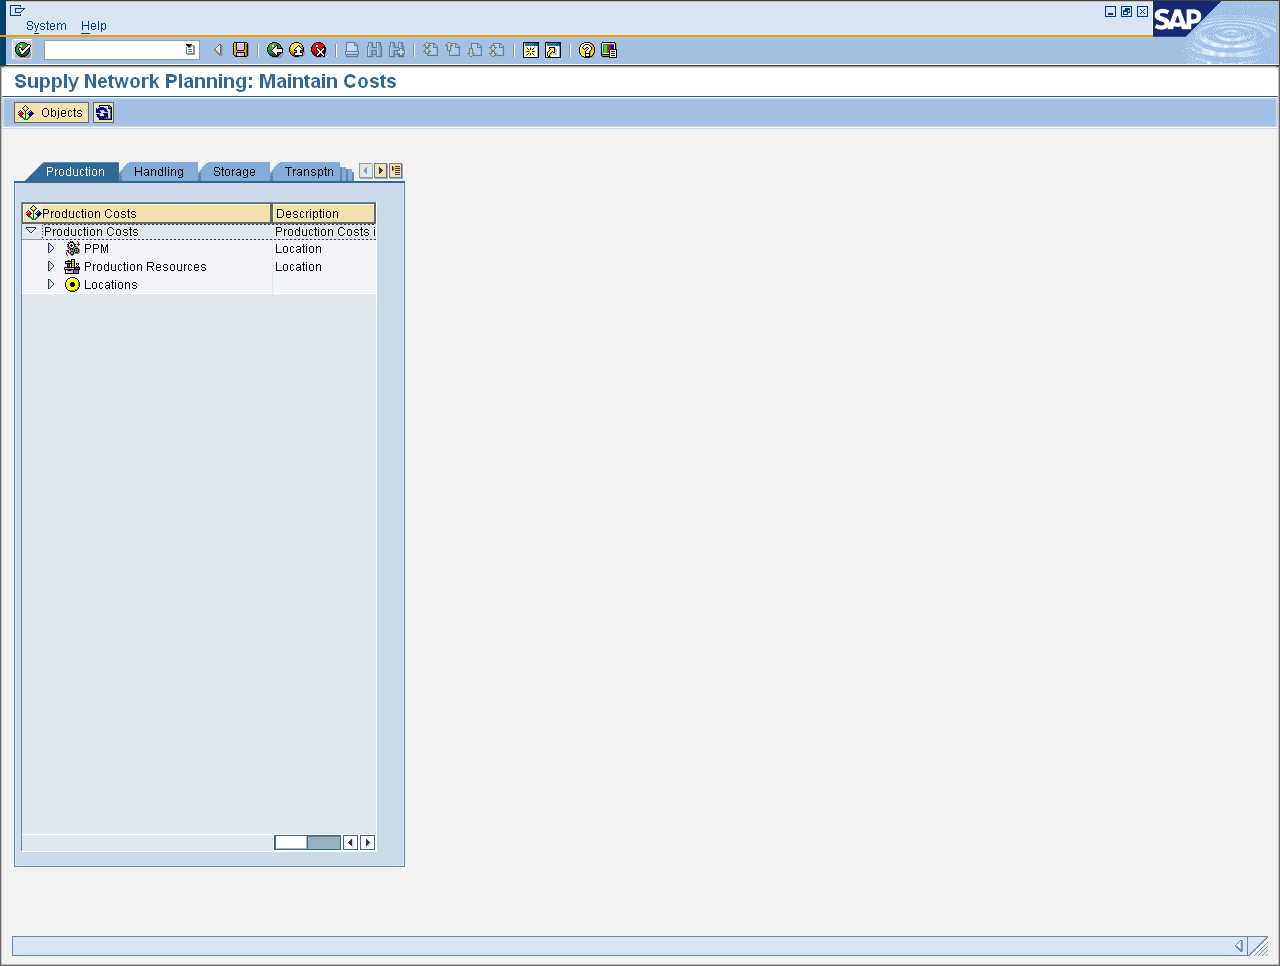 System Help
SAP
Supply Network Planning: Maintain Costs
Objects
Production Handling Storage Transptn
Production Costs Description
Production Costs Production Costs i
PPM Location
Production Resources Location
Locations